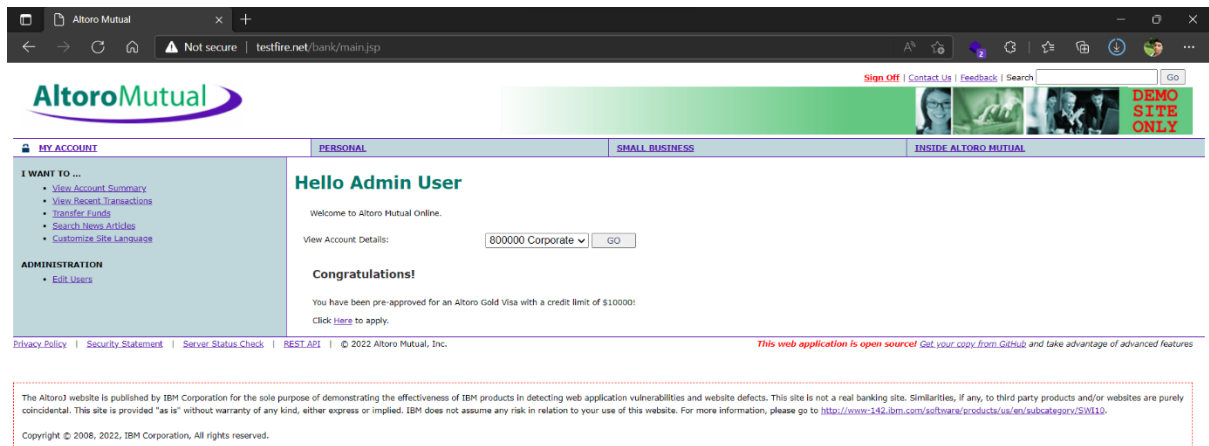 Altoro Mutual
Not secure | testfire.net/bank/main.jsp
2
Sign Off | Contact Us | Feedback | Search Go
AltoroMutual
DEMO
SITE
ONLY
MY ACCOUNT PERSONAL SMALL BUSINESS INSIDE ALTORO MUTUAL
I WANT TO ...
View Account Summary
View Recent Transactions
Transfer Funds
Search News Articles
Customize Site Language
ADMINISTRATION
Edit Users
Hello Admin User
Welcome to Altoro Mutual Online.
View Account Details: 800000 Corporate GO
Congratulations!
You have been pre-approved for an Altoro Gold Visa with a credit limit of $10000!
Click Here to apply.
Privacy Policy | Security Statement | Server Status Check | REST API | © 2022 Altoro Mutual, Inc. This web application is open source! Get your copy from GitHub and take advantage of advanced features
The AltoroJ website is published by IBM Corporation for the sole purpose of demonstrating the effectiveness of IBM products in detecting web application vulnerabilities and website defects. This site is not a real banking site. Similarities, if any, to third party products and/or websites are purely
coincidental. This site is provided "as is" without warranty of any kind, either express or implied. IBM does not assume any risk in relation to your use of this website. For more information, please go to http://www-142.ibm.com/software/products/us/en/subcategory/SWI10.
Copyright © 2008, 2022, IBM Corporation, All rights reserved.